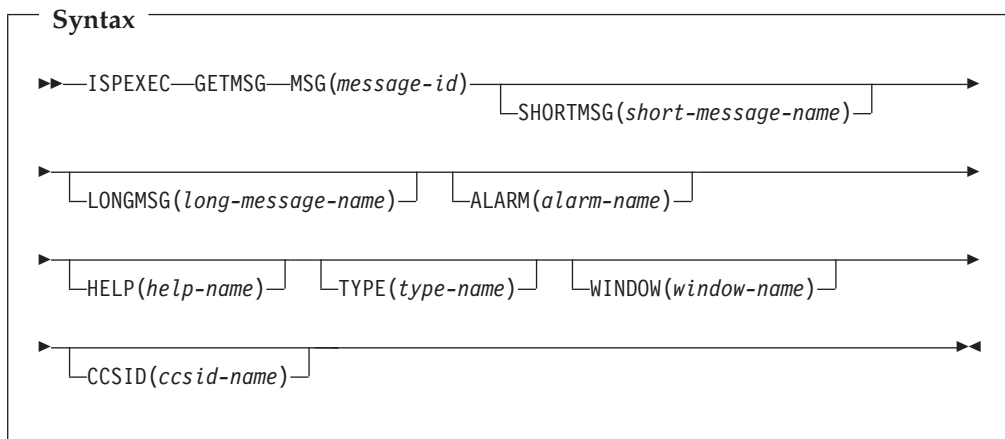 Syntax
ISPEXEC GETMSG MSG(message-id)
SHORTMSG(short-message-name)
LONGMSG(long-message-name) ALARM(alarm-name)
HELP(help-name) TYPE(type-name) WINDOW(window-name)
CCSID(ccsid-name)